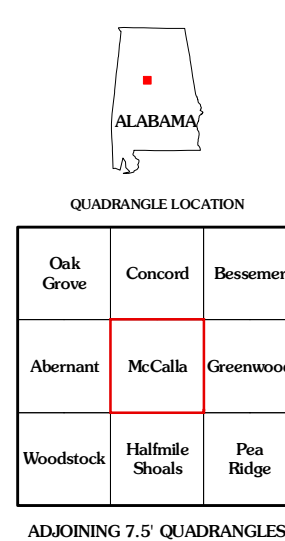 ALABAMA
QUADRANGLE LOCATION
Oak
Grove
Concord
Bessemer
Abernant
McCalla
Greenwood
Woodstock
Halfmile
Shoals
Pea
Ridge
ADJOINING 7.5' QUADRANGLES